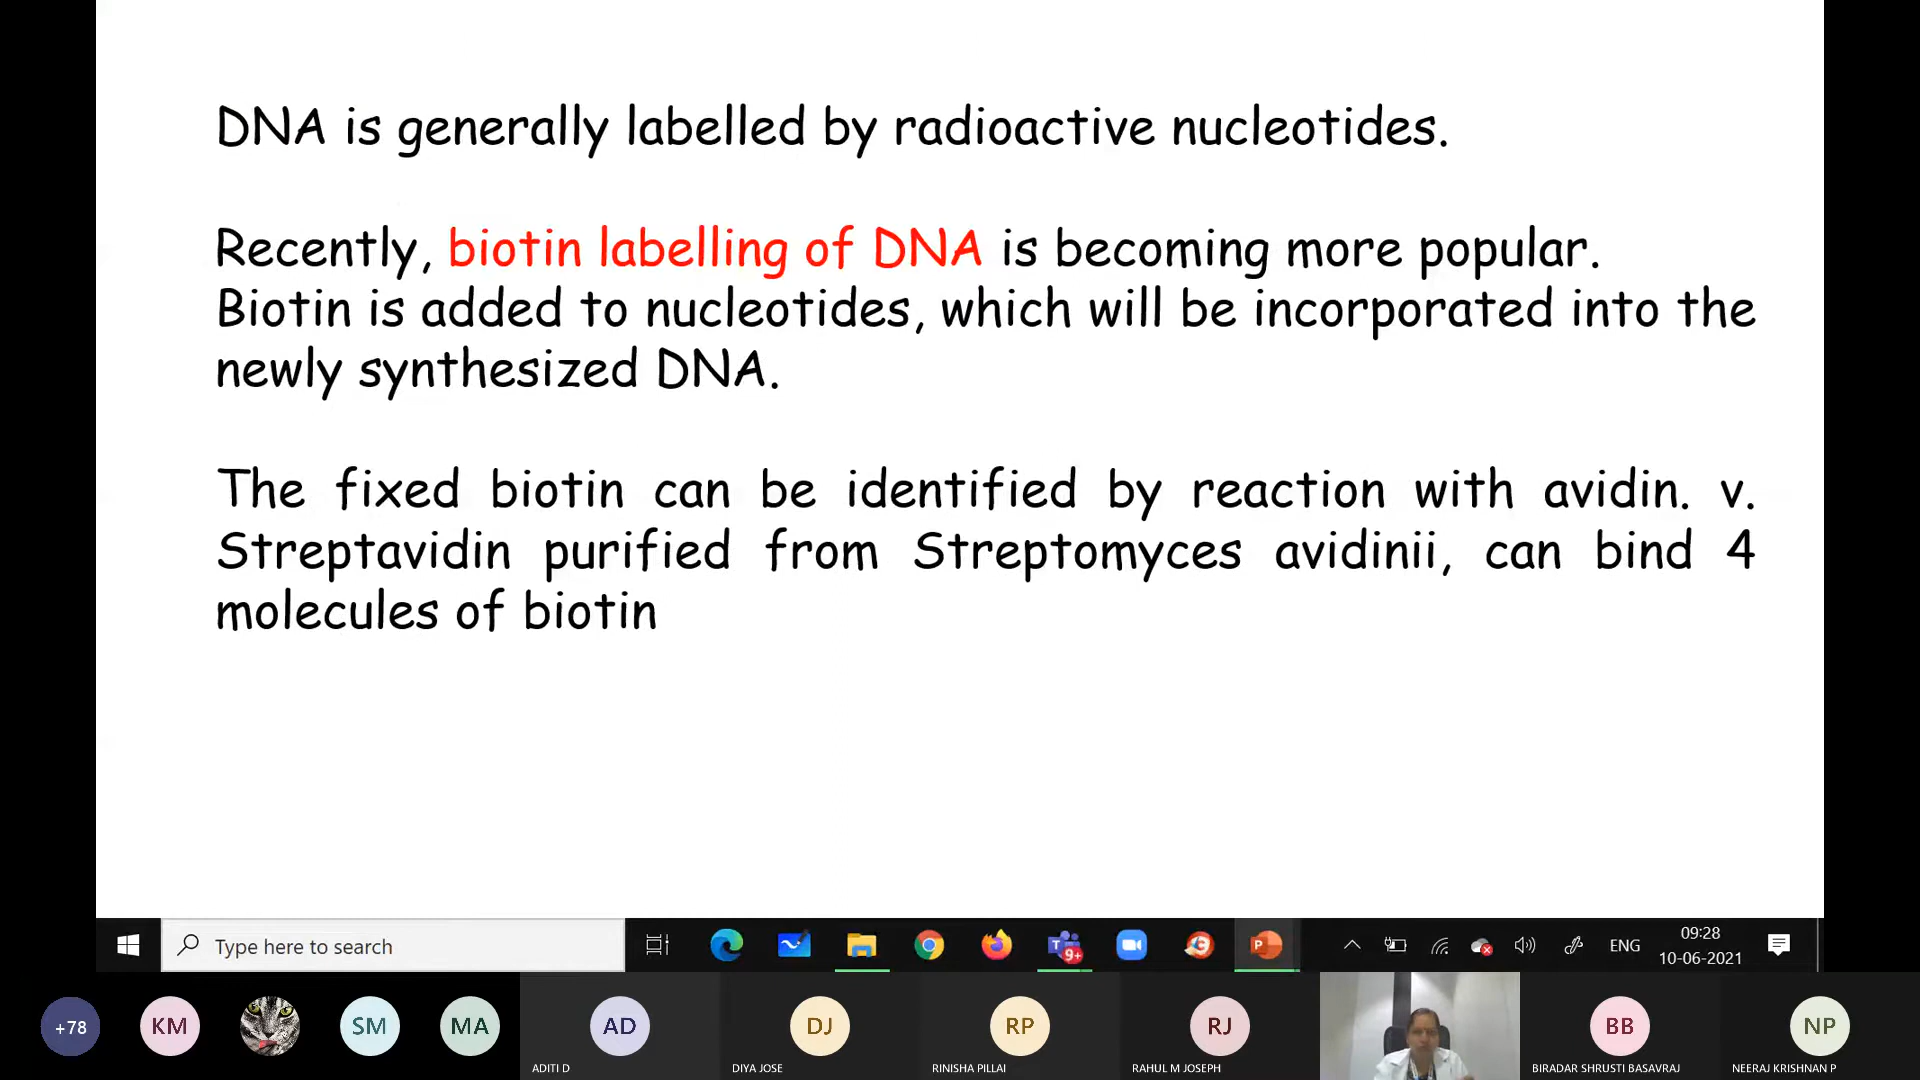 DNA is generally labelled by radioactive nucleotides.
Recently, biotin labelling of DNA is becoming more popular.
Biotin is added to nucleotides, which will be incorporated into the
newly synthesized DNA.
The fixed biotin can be identified by reaction with avidin. v.
Streptavidin purified from Streptomyces avidinii, can bind 4
molecules of biotin
Type here to search
9+
ENG
09:28
10-06-2021
+78
KM
SM
MA
AD
DJ
RP
RJ
BB
NP
ADITI D
DIYA JOSE
RINISHA PILLAI
RAHUL M JOSEPH
BIRADAR SHRUSTI BASAVRAJ
NEERAJ KRISHNAN P